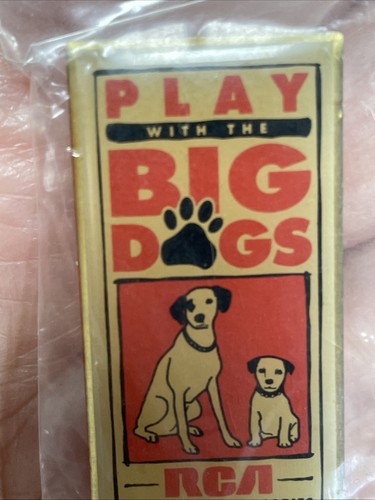 PLAY
WITH THE
BIG
DOGS
RCA